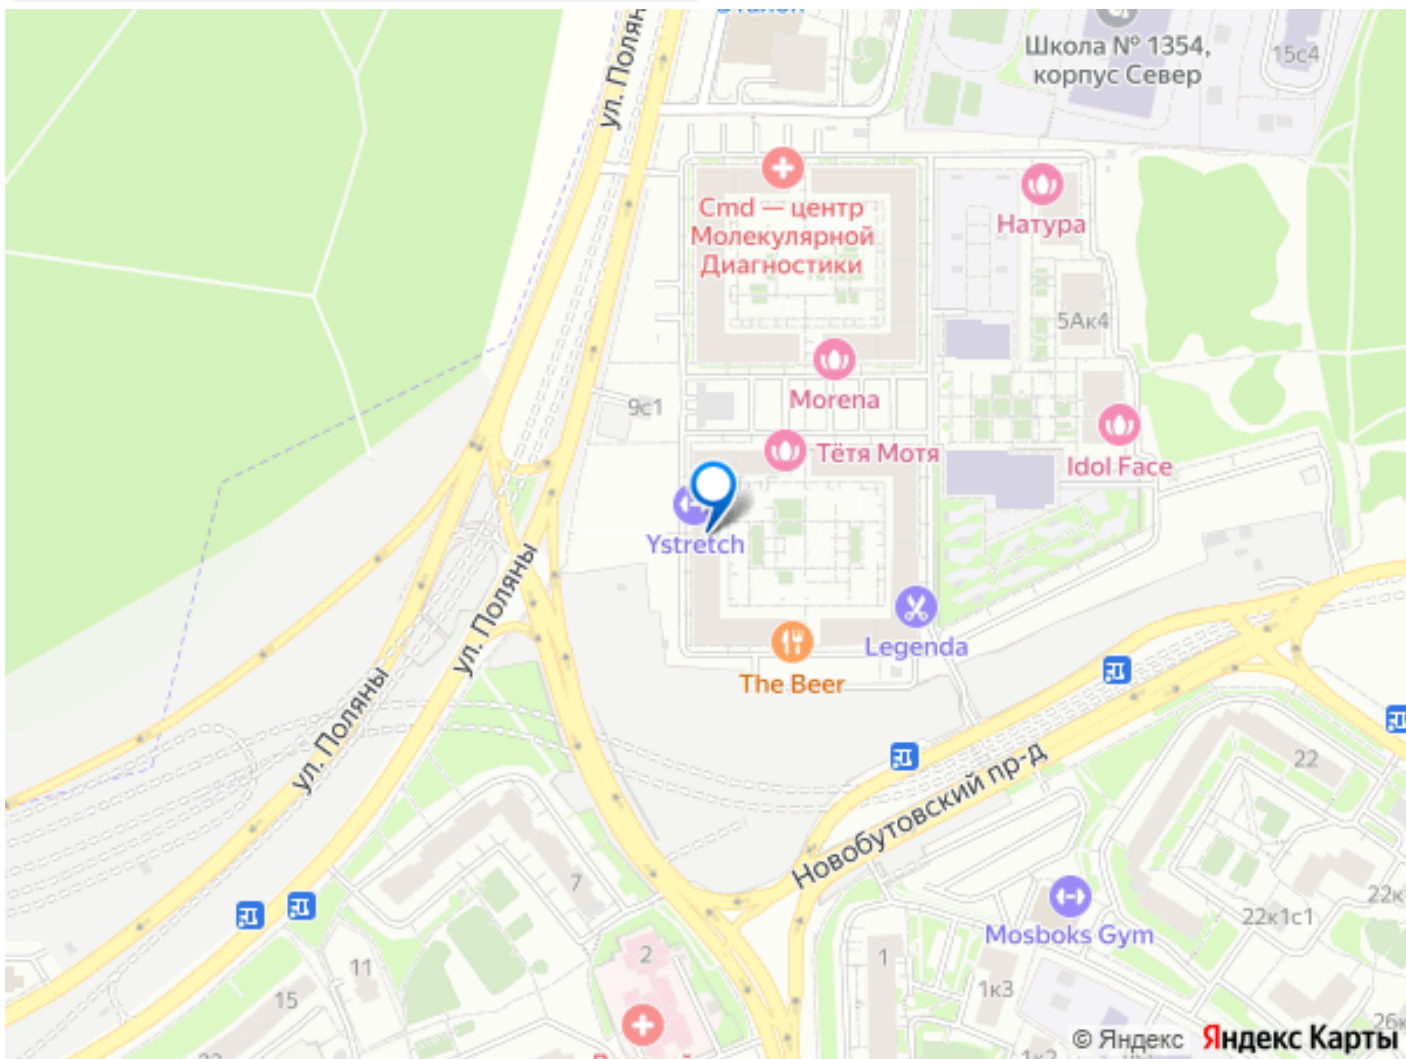 ул. Поляны
Школа № 1354,
корпус Север
15с4
Cmd — центр
Молекулярной
Диагностики
Натура
5Ак4
Morena
9с1
Тётя Мотя
Idol Face
Ystretch
Legenda
The Beer
ул. Поляны
ул. Поляны
Новобутовский пр-д
22
7
22к1с1
Mosboks Gym
2
1
11
15
1к3
© Яндекс Яндекс Карты